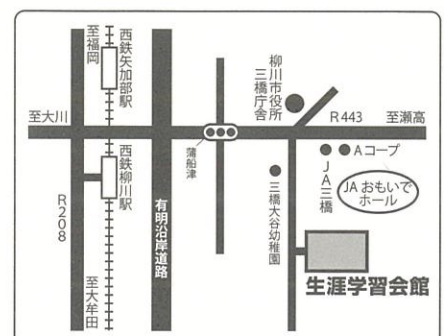 至福岡
西鉄矢加部駅
柳川市役所
三橋庁舎
至大川
R443
至瀬高
蒲船津
Aコープ
JA三橋
JA おもいで
ホール
西鉄柳川駅
R208
有明沿岸道路
三橋大谷幼稚園
至大牟田
生涯学習会館